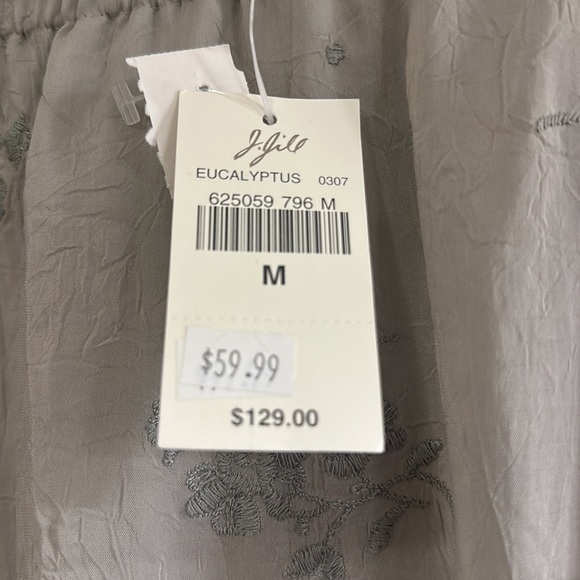 J.Jill
EUCALYPTUS 0307
625059 796 M
M
$59.99
$129.00